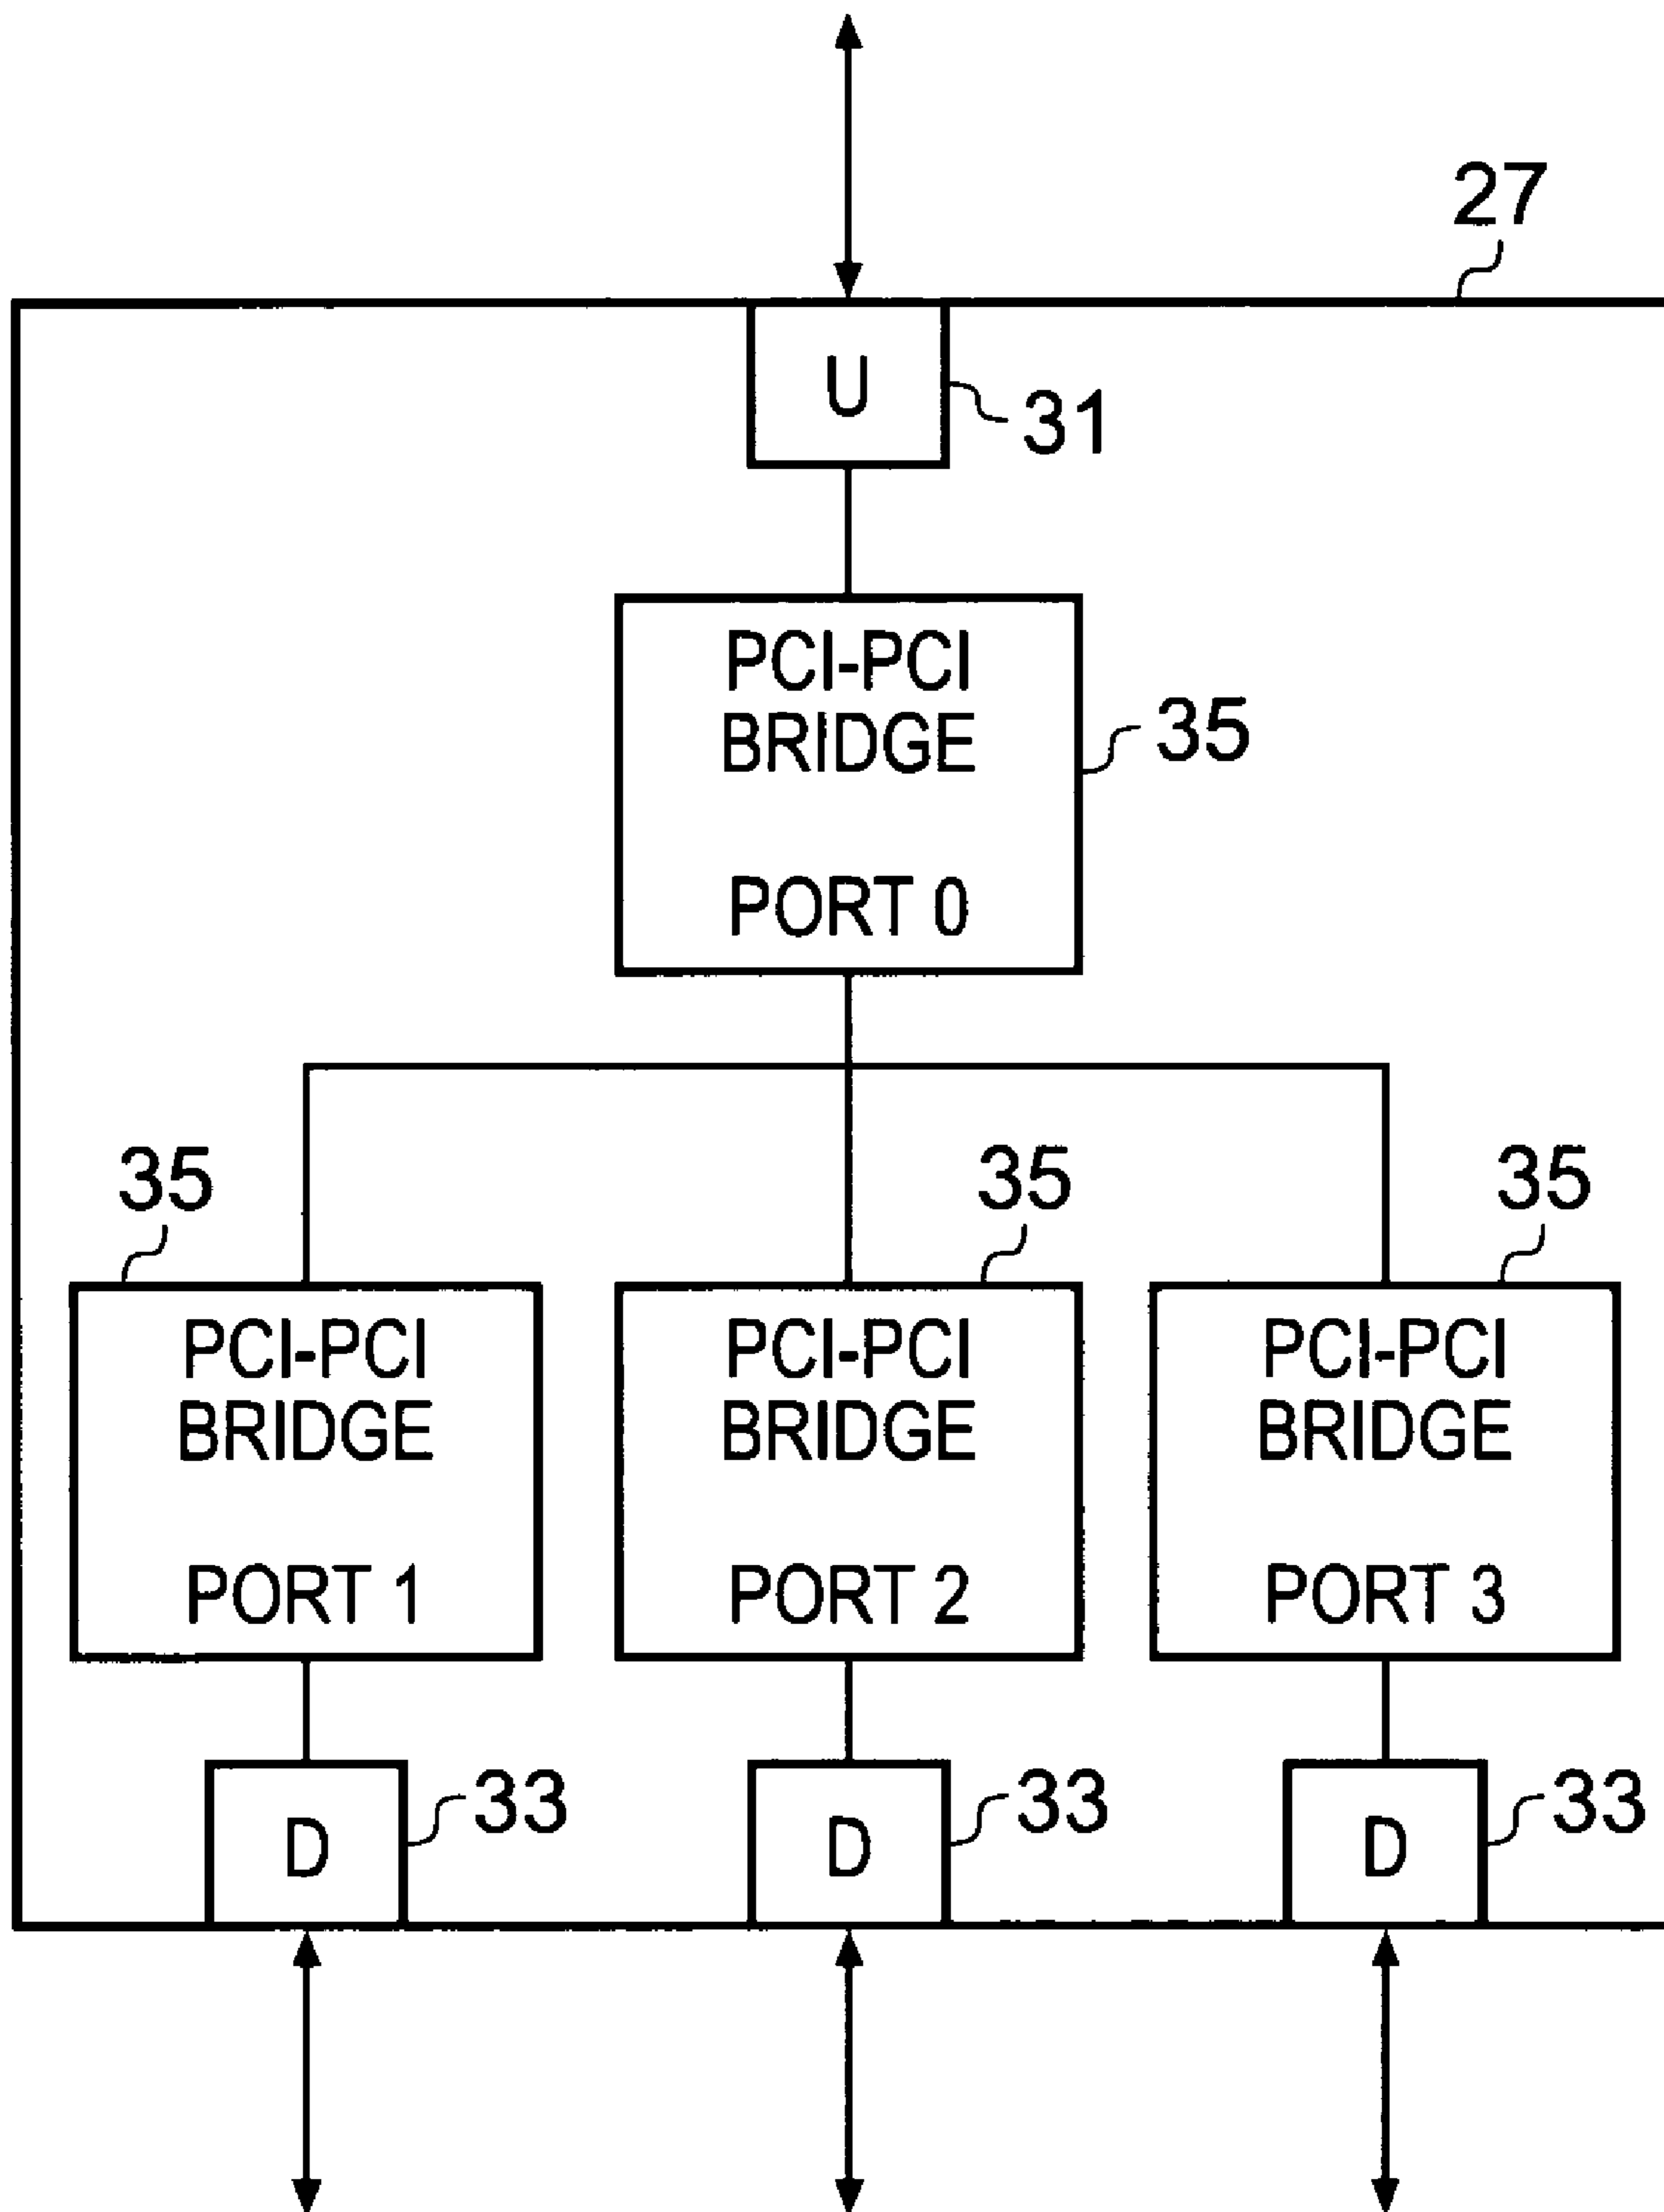 27
U
31
PCI-PCI
BRIDGE
PORT 0
35
35
35
35
PCI-PCI
BRIDGE
PORT 1
PCI-PCI
BRIDGE
PORT 2
PCI-PCI
BRIDGE
PORT 3
D
33
D
33
D
33